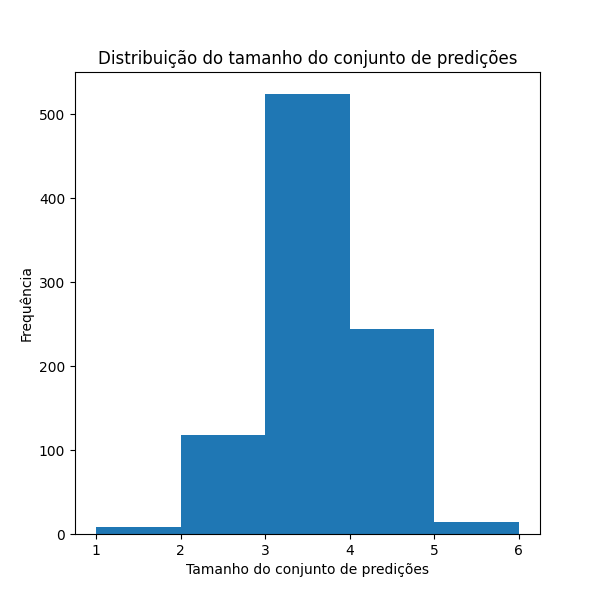 Distribuição do tamanho do conjunto de predições
500
400
300
200
100
0
Frequência
1 2 3 4 5 6
Tamanho do conjunto de predições